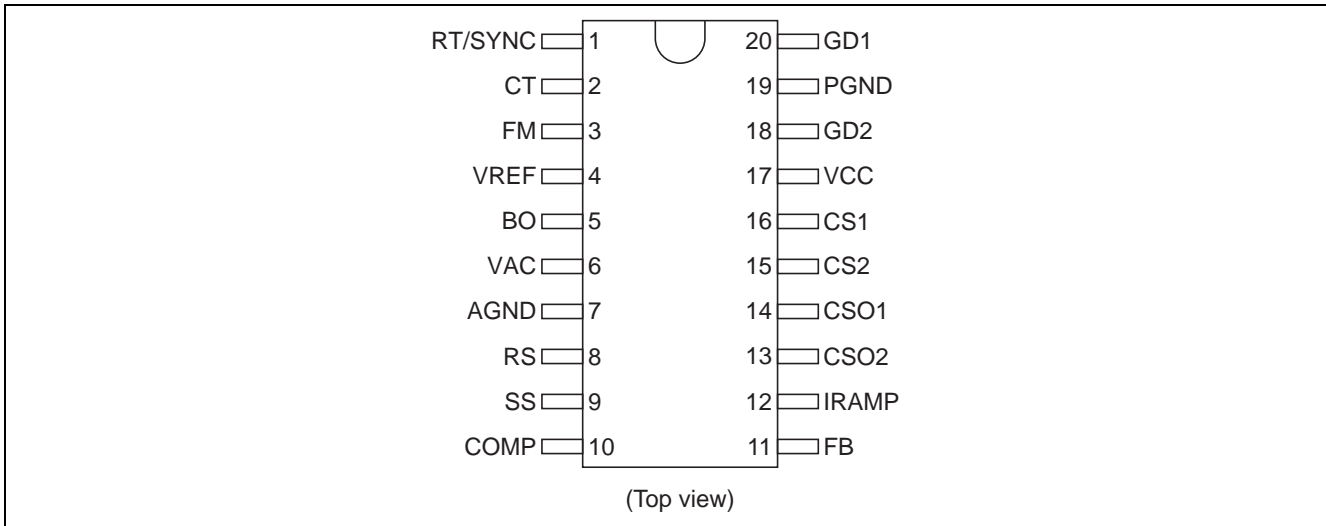 RT/SYNC 1 20 GD1
CT 2 19 PGND
FM 3 18 GD2
VREF 4 17 VCC
BO 5 16 CS1
VAC 6 15 CS2
AGND 7 14 CSO1
RS 8 13 CSO2
SS 9 12 IRAMP
COMP 10 11 FB
(Top view)